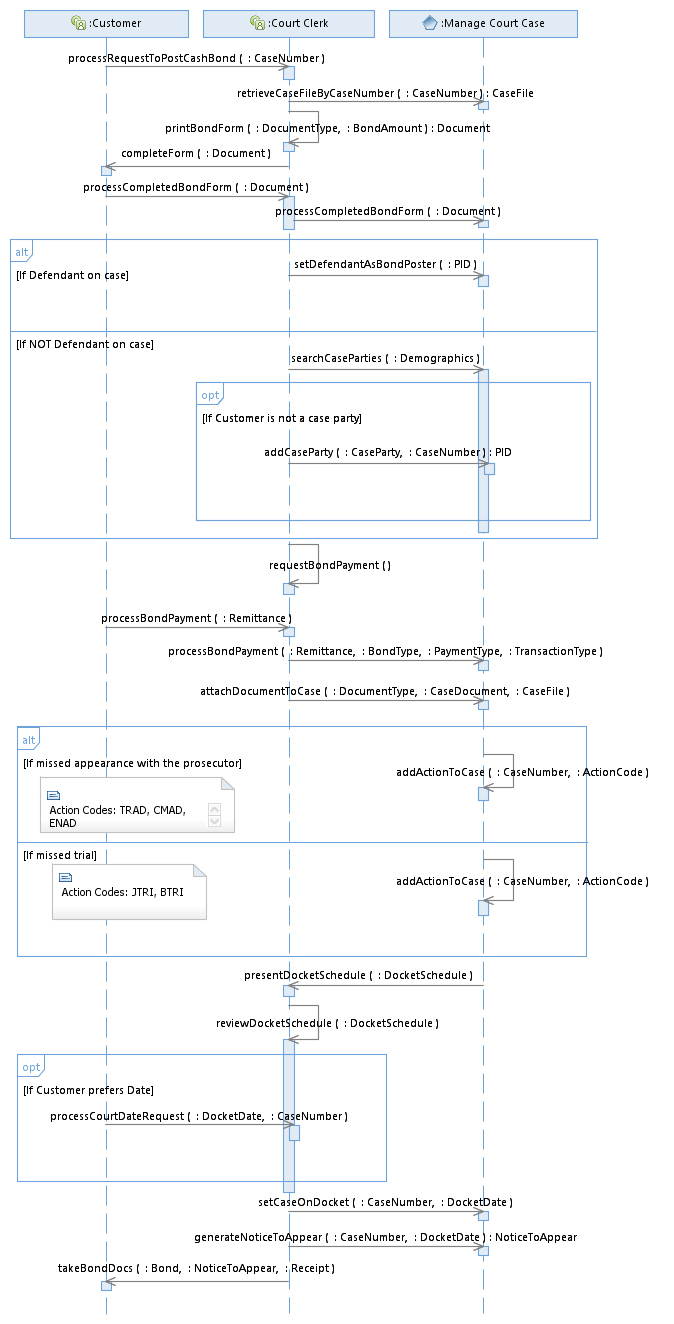 :Customer
:Court Clerk
:Manage Court Case
processRequestToPostCashBond ( : CaseNumber )
retrieveCaseFileByCaseNumber ( : CaseNumber ) : CaseFile
printBondForm ( : DocumentType, : BondAmount ) : Document
completeForm ( : Document )
processCompletedBondForm ( : Document )
processCompletedBondForm ( : Document )
alt
setDefendantAsBondPoster ( : PID )
[If Defendant on case]
[If NOT Defendant on case]
searchCaseParties ( : Demographics )
opt
[If Customer is not a case party]
addCaseParty ( : CaseParty, : CaseNumber ) : PID
requestBondPayment ( )
processBondPayment ( : Remittance )
processBondPayment ( : Remittance, : BondType, : PaymentType, : TransactionType )
attachDocumentToCase ( : DocumentType, : CaseDocument, : CaseFile )
alt
[If missed appearance with the prosecutor]
addActionToCase ( : CaseNumber, : ActionCode )
Action Codes: TRAD, CMAD,
ENAD
[If missed trial]
addActionToCase ( : CaseNumber, : ActionCode )
Action Codes: JTRI, BTRI
presentDocketSchedule ( : DocketSchedule )
reviewDocketSchedule ( : DocketSchedule )
opt
[If Customer prefers Date]
processCourtDateRequest ( : DocketDate, : CaseNumber )
setCaseOnDocket ( : CaseNumber, : DocketDate )
generateNoticeToAppear ( : CaseNumber, : DocketDate ) : NoticeToAppear
takeBondDocs ( : Bond, : NoticeToAppear, : Receipt )